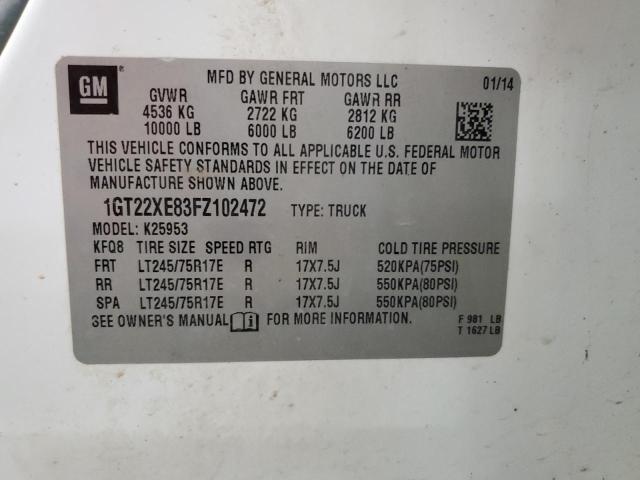 GM
MFD BY GENERAL MOTORS LLC
01/14
GVWR GAWR FRT GAWR RR
4536 KG 2722 KG 2812 KG
10000 LB 6000 LB 6200 LB
THIS VEHICLE CONFORMS TO ALL APPLICABLE U.S. FEDERAL MOTOR
VEHICLE SAFETY STANDARDS IN EFFECT ON THE DATE OF
MANUFACTURE SHOWN ABOVE.
1GT22XE83FZ102472 TYPE: TRUCK
MODEL: K25953
KFQ8 TIRE SIZE SPEED RTG RIM COLD TIRE PRESSURE
FRT LT245/75R17E R 17X7.5J 520KPA(75PSI)
RR LT245/75R17E R 17X7.5J 550KPA(80PSI)
SPA LT245/75R17E R 17X7.5J 550KPA(80PSI)
SEE OWNER'S MANUAL FOR MORE INFORMATION.
F 981 LB
T 1627 LB